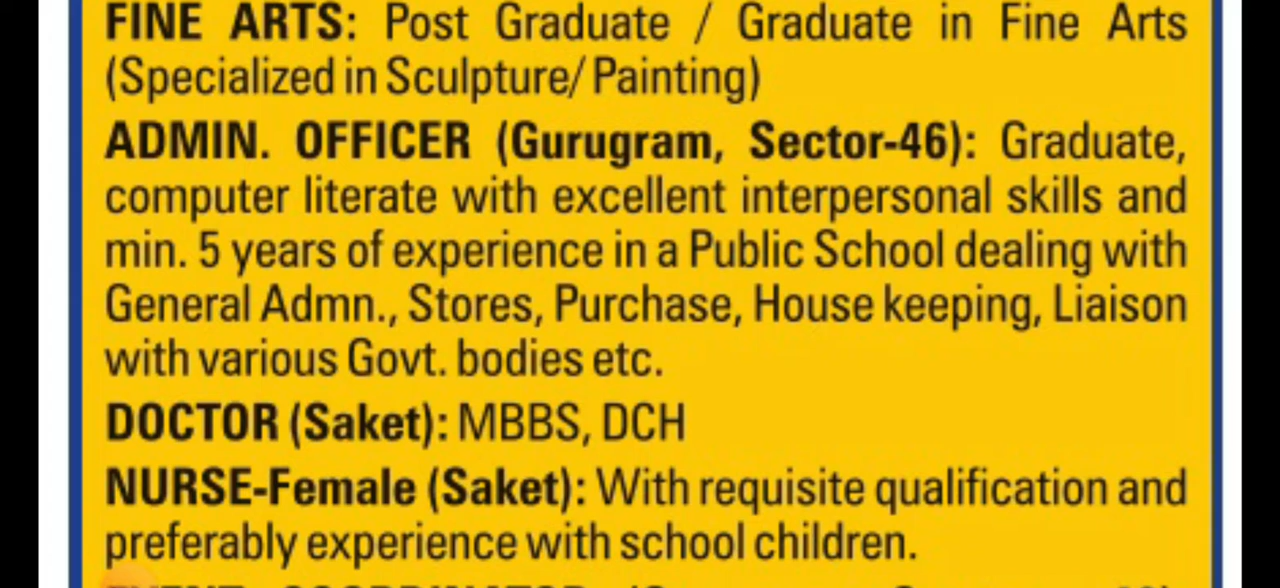 FINE ARTS: Post Graduate / Graduate in Fine Arts
(Specialized in Sculpture/ Painting)
ADMIN. OFFICER (Gurugram, Sector-46): Graduate,
computer literate with excellent interpersonal skills and
min. 5 years of experience in a Public School dealing with
General Admn., Stores, Purchase, House keeping, Liaison
with various Govt. bodies etc.
DOCTOR (Saket): MBBS, DCH
NURSE-Female (Saket): With requisite qualification and
preferably experience with school children.